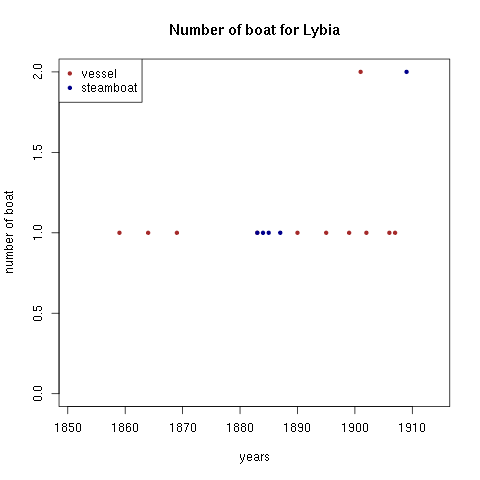 Number of boat for Lybia
vessel
steamboat
number of boat
2.0
1.5
1.0
0.5
0.0
1850 1860 1870 1880 1890 1900 1910
years